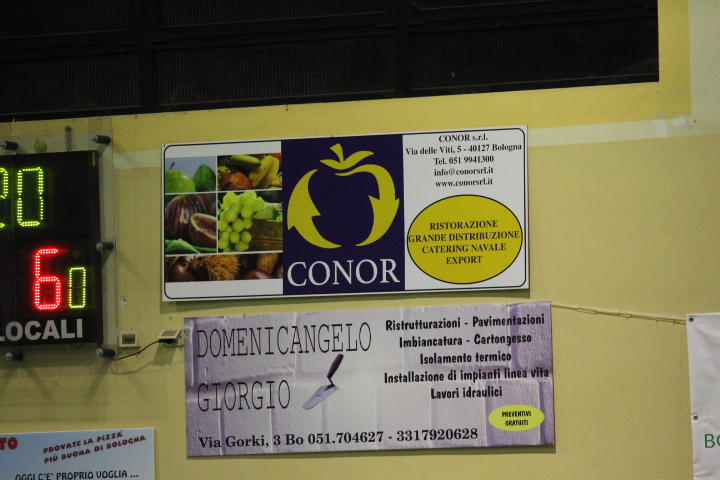 CONOR s.r.l.
Via delle Viti, 5 - 40127 Bologna
Tel. 051 9941300
info@conorsrl.it
www.conorsrl.it
CONOR
RISTORAZIONE
GRANDE DISTRIBUZIONE
CATERING NAVALE
EXPORT
20
6 0
LOCALI
DOMENICANGELO
GIORGIO
Ristrutturazioni - Pavimentazioni
Imbiancatura - Cartongesso
Isolamento termico
Installazione di impianti linea vita
Lavori idraulici
PREVENTIVI
GRATUITI
Via Gorki, 3 Bo 051.704627 - 3317920628
PROVATE LA PIZZA
PIÙ BUONA DI BOLOGNA
OGGI C'E' PROPRIO VOGLIA ...